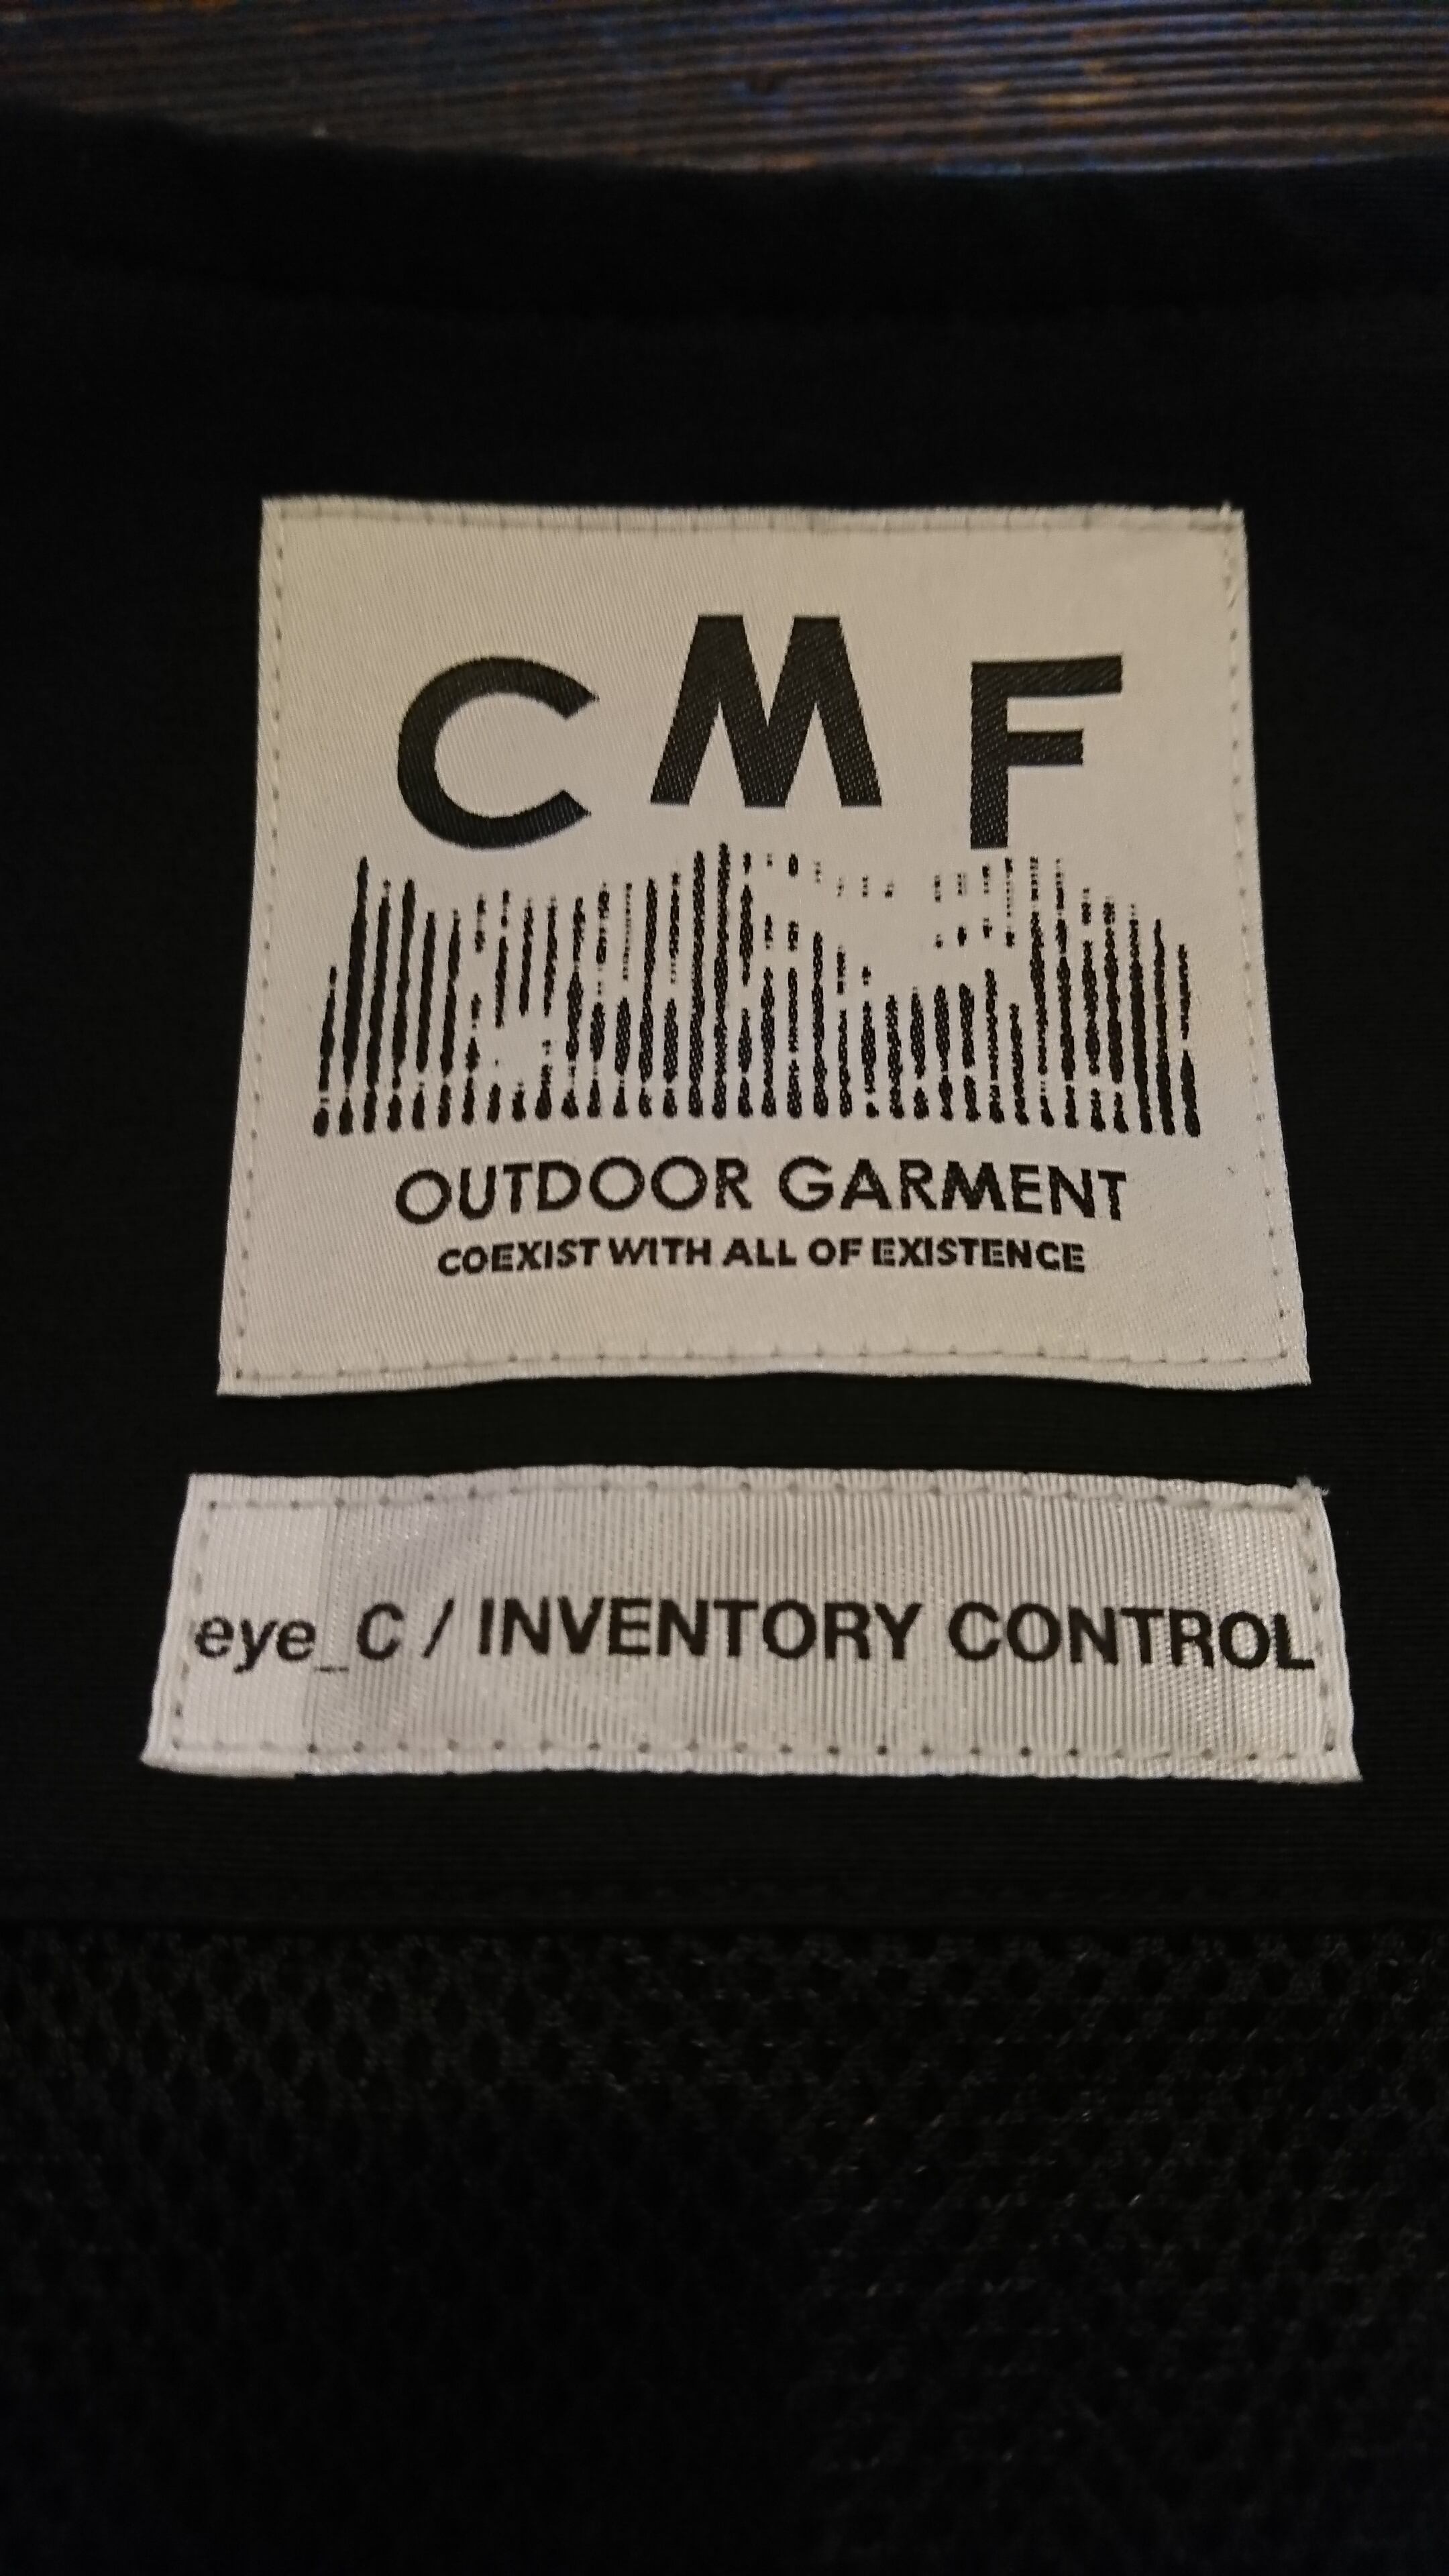 CMF
OUTDOOR GARMENT
COEXIST WITH ALL OF EXISTENCE
eye_C / INVENTORY CONTROL